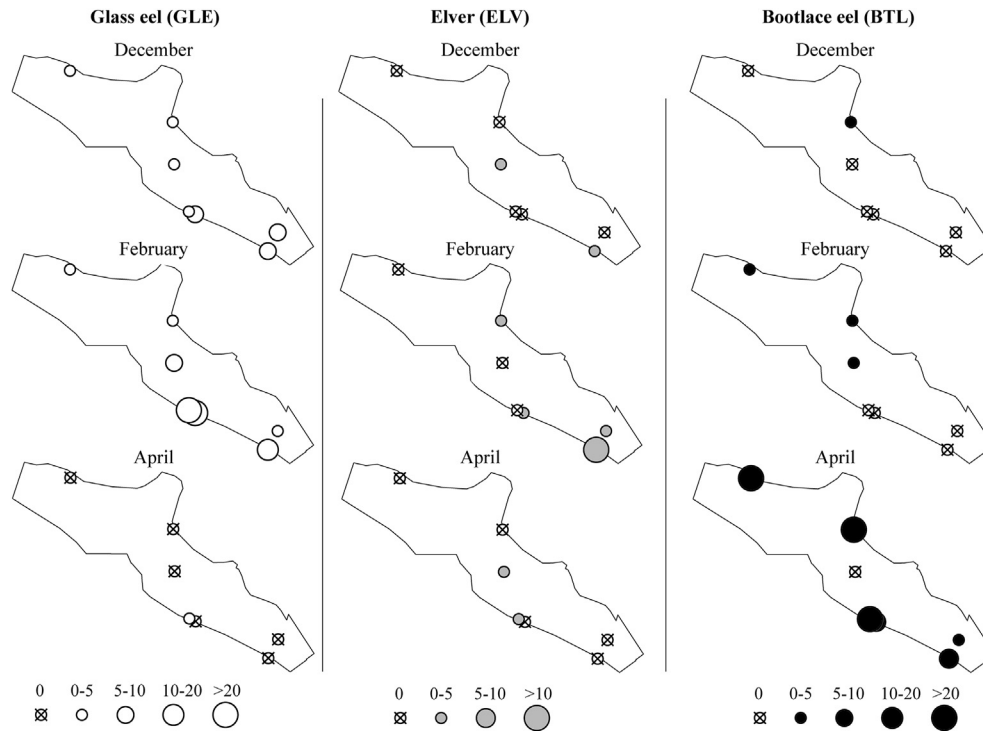 Glass eel (GLE) Elver (ELV) Bootlace eel (BTL)
December December December
February February February
April April April
0 0-5 5-10 10-20 >20 0 0-5 5-10 >10 0 0-5 5-10 10-20 >20